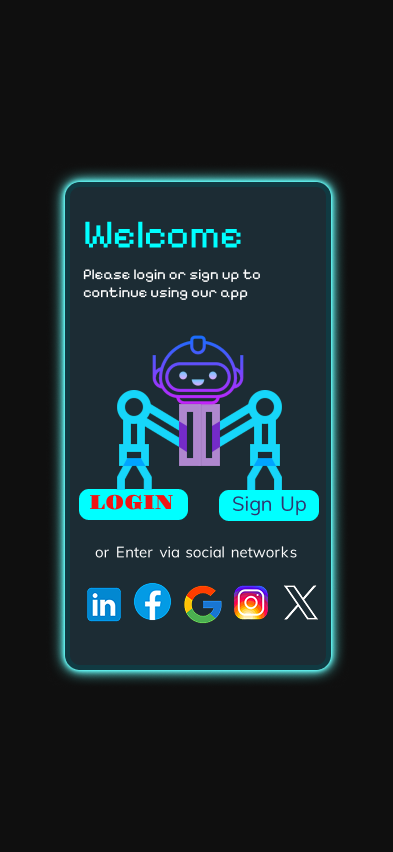 Welcome
Please login or sign up to
continue using our app
LOGIN
Sign Up
or Enter via social networks
in